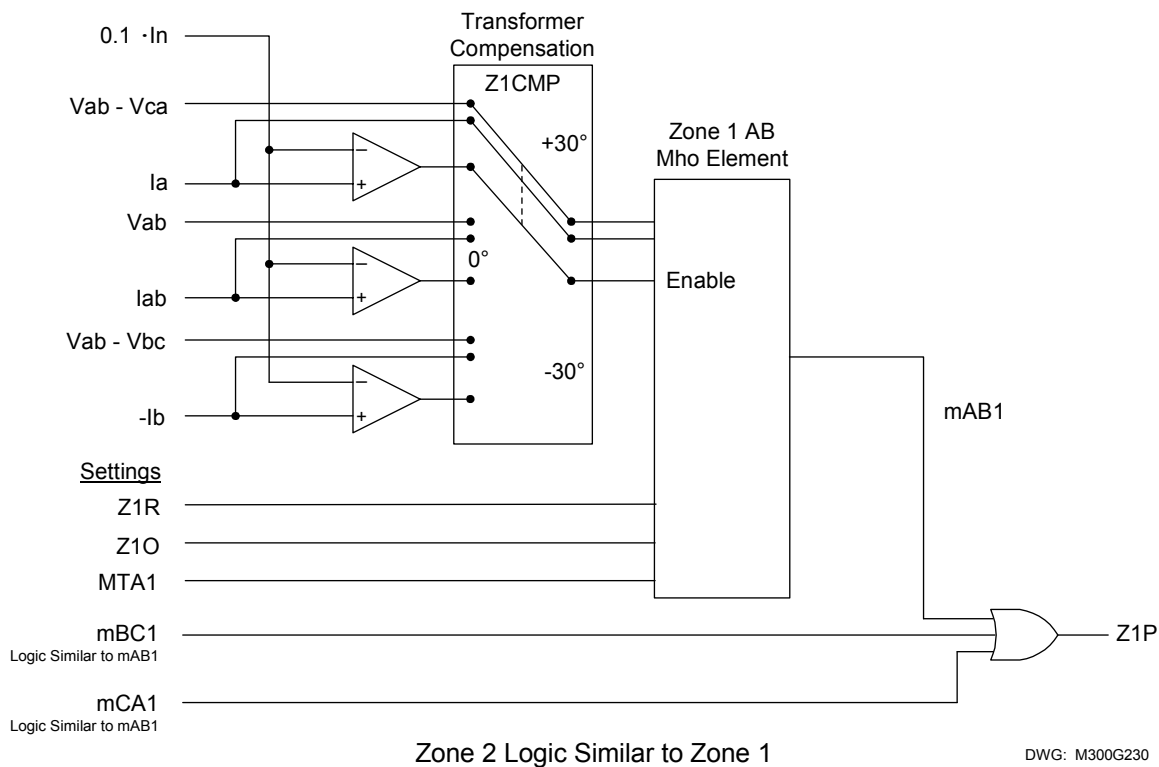 Transformer
Compensation
0.1 ·In
Z1CMP
Vab - Vca
+30°
Zone 1 AB
Mho Element
−
+
Ia
Vab
0°
−
+
Iab
Enable
Vab - Vbc
-30°
−
+
-Ib
mAB1
Settings
Z1R
Z1O
MTA1
mBC1
Logic Similar to mAB1
Z1P
mCA1
Logic Similar to mAB1
Zone 2 Logic Similar to Zone 1
DWG: M300G230